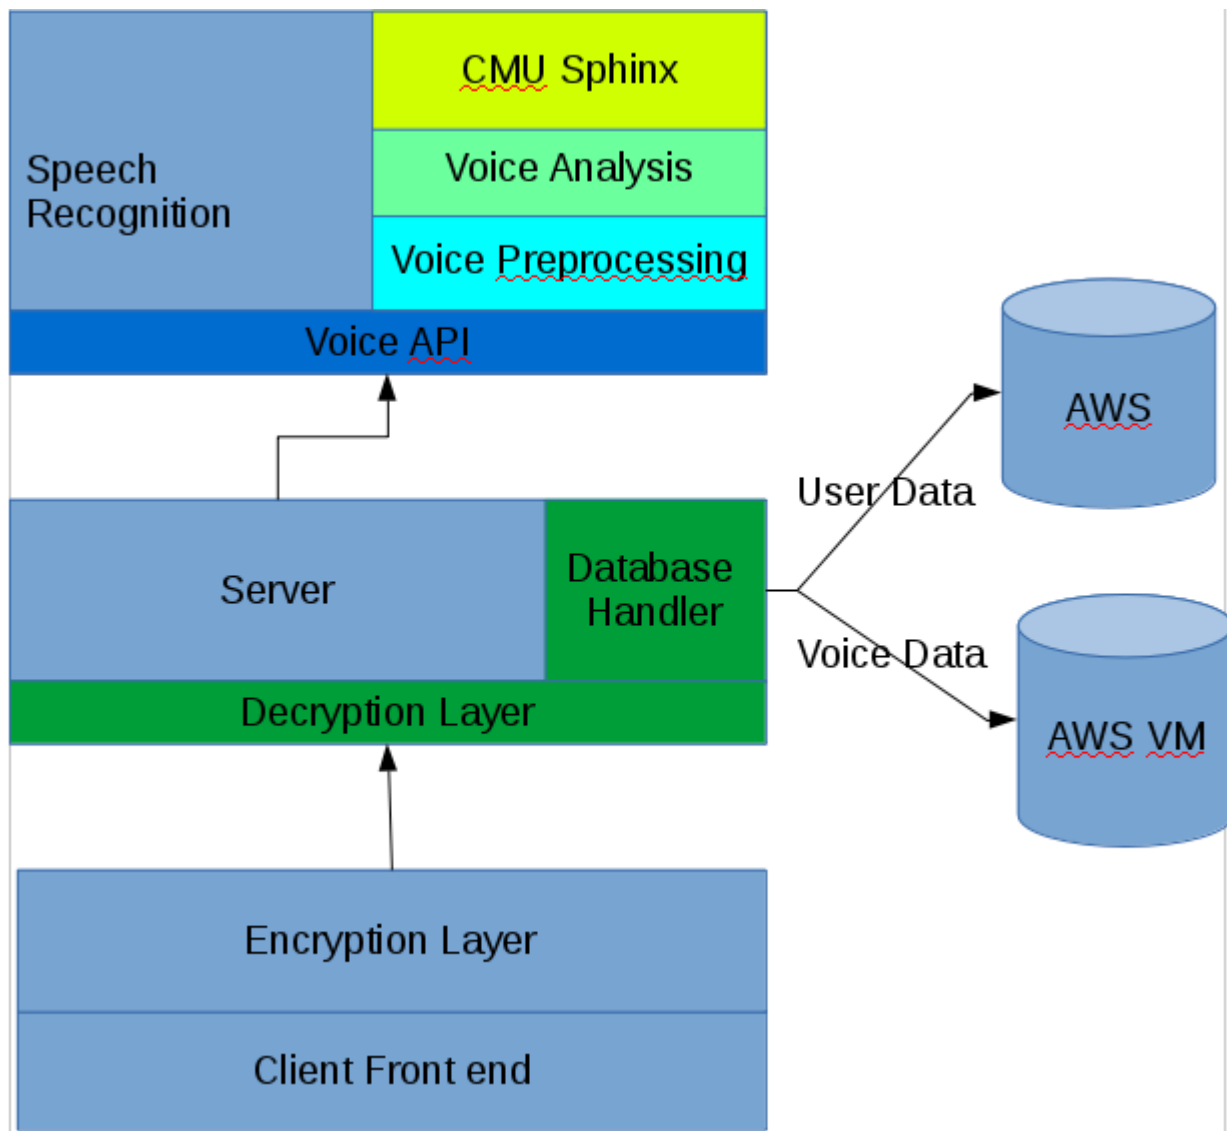 CMU Sphinx
Speech
Recognition
Voice Analysis
Voice Preprocessing
Voice API
AWS
User Data
Server
Database
Handler
Voice Data
Decryption Layer
AWS VM
Encryption Layer
Client Front end